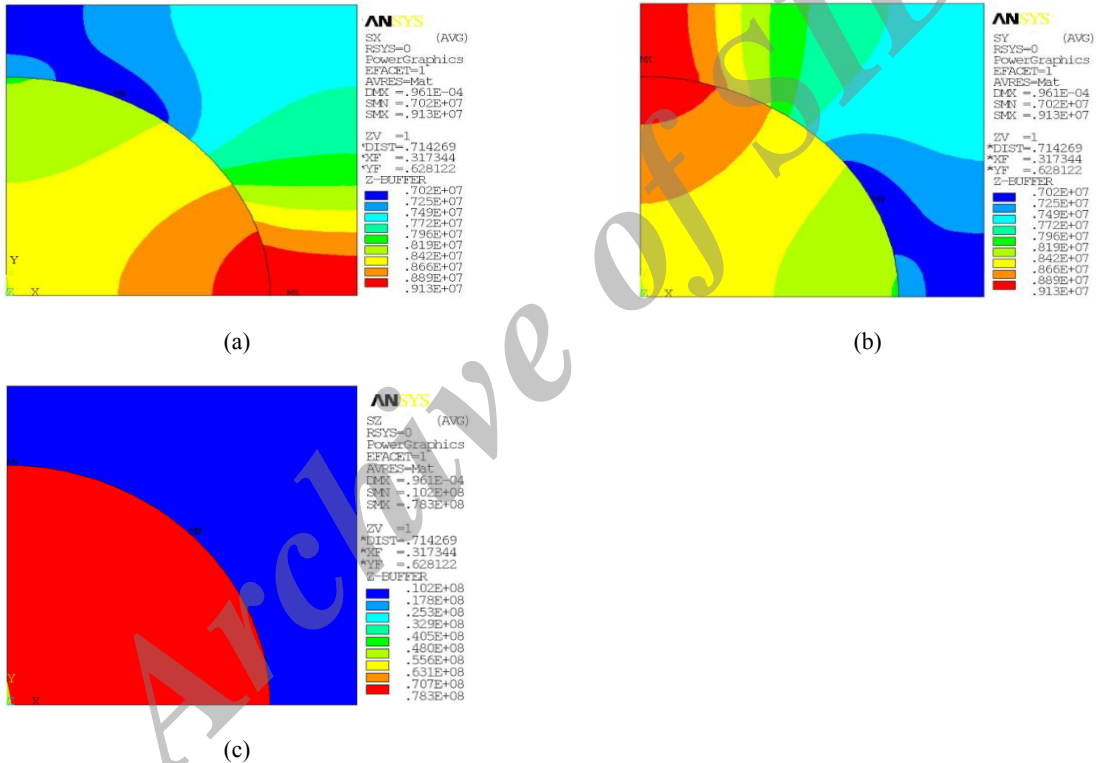 ANSYS
SX (AVG)
RSYS=0
PowerGraphics
EFACET=1
AVRES=Mat
DMX =.961E-04
SMN =.702E+07
SMX =.913E+07
ZV =1
*DIST=.714269
*XF =.317344
*YF =.628122
Z-BUFFER
.702E+07
.725E+07
.749E+07
.772E+07
.796E+07
.819E+07
.842E+07
.866E+07
.889E+07
.913E+07
Y
Z X
MX
(a)
ANSYS
SY (AVG)
RSYS=0
PowerGraphics
EFACET=1
AVRES=Mat
DMX =.961E-04
SMN =.702E+07
SMX =.913E+07
ZV =1
*DIST=.714269
*XF =.317344
*YF =.628122
Z-BUFFER
.702E+07
.725E+07
.749E+07
.772E+07
.796E+07
.819E+07
.842E+07
.866E+07
.889E+07
.913E+07
MX
Z X
(b)
ANSYS
SZ (AVG)
RSYS=0
PowerGraphics
EFACET=1
AVRES=Mat
DMX =.961E-04
SMN =.102E+08
SMX =.783E+08
ZV =1
*DIST=.714269
*XF =.317344
*YF =.628122
Z-BUFFER
.102E+08
.178E+08
.253E+08
.329E+08
.405E+08
.480E+08
.556E+08
.631E+08
.707E+08
.783E+08
Y
Z X
(c)
Archive of